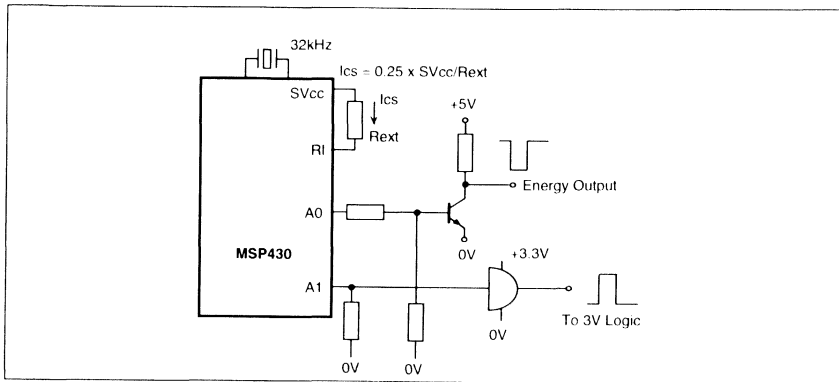 32kHz
Ics = 0.25 x SVcc/Rext
SVcc
Ics
+5V
Rext
RI
Energy Output
A0
MSP430
0V
+3.3V
A1
0V
To 3V Logic
0V
0V